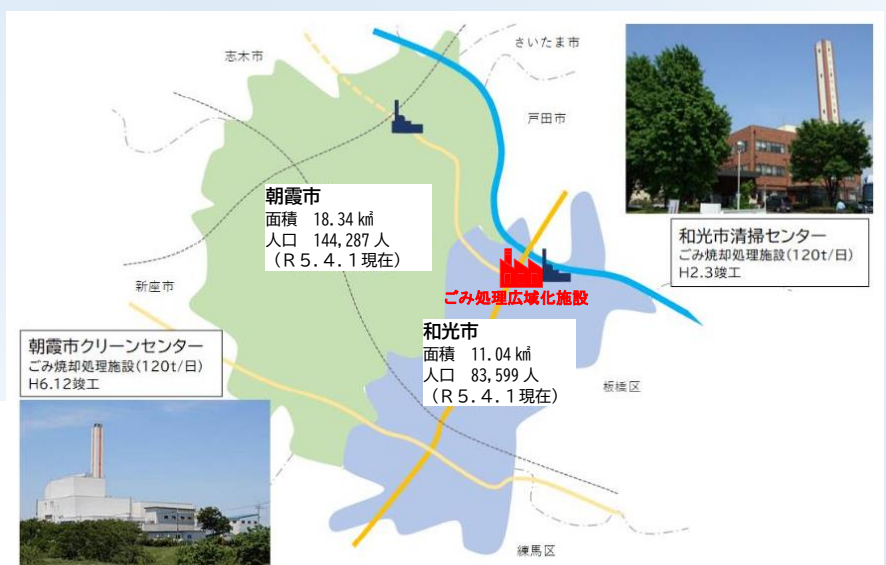 志木市
さいたま市
戸田市
朝霞市
面積 18.34 ㎢
人口 144,287 人
（Ｒ５.４.１現在）
和光市清掃センター
ごみ焼却処理施設(120t/日)
H2.3竣工
新座市
ごみ処理広域化施設
和光市
面積 11.04 ㎢
人口 83,599 人
（Ｒ５.４.１現在）
朝霞市クリーンセンター
ごみ焼却処理施設(120t/日)
H6.12竣工
板橋区
練馬区